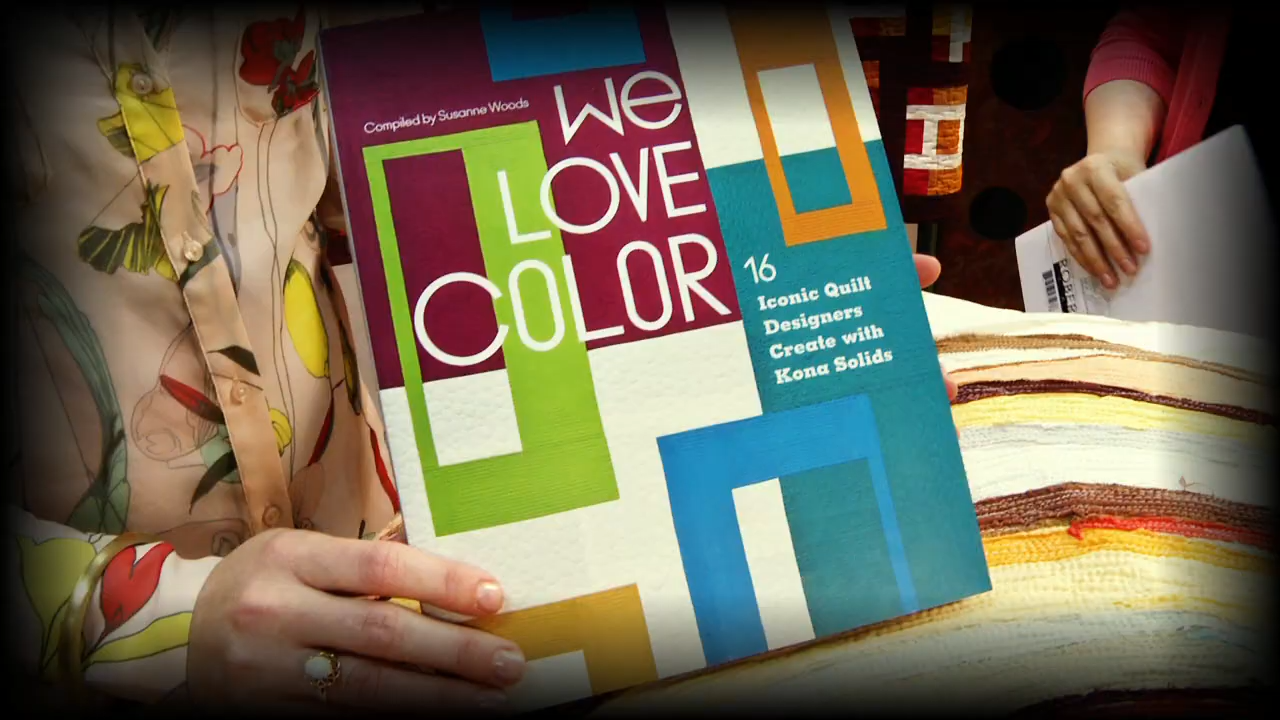 Compiled by Susanne Woods
We
LOVE
COLOR
16
Iconic Quilt
Designers
Create with
Kona Solids